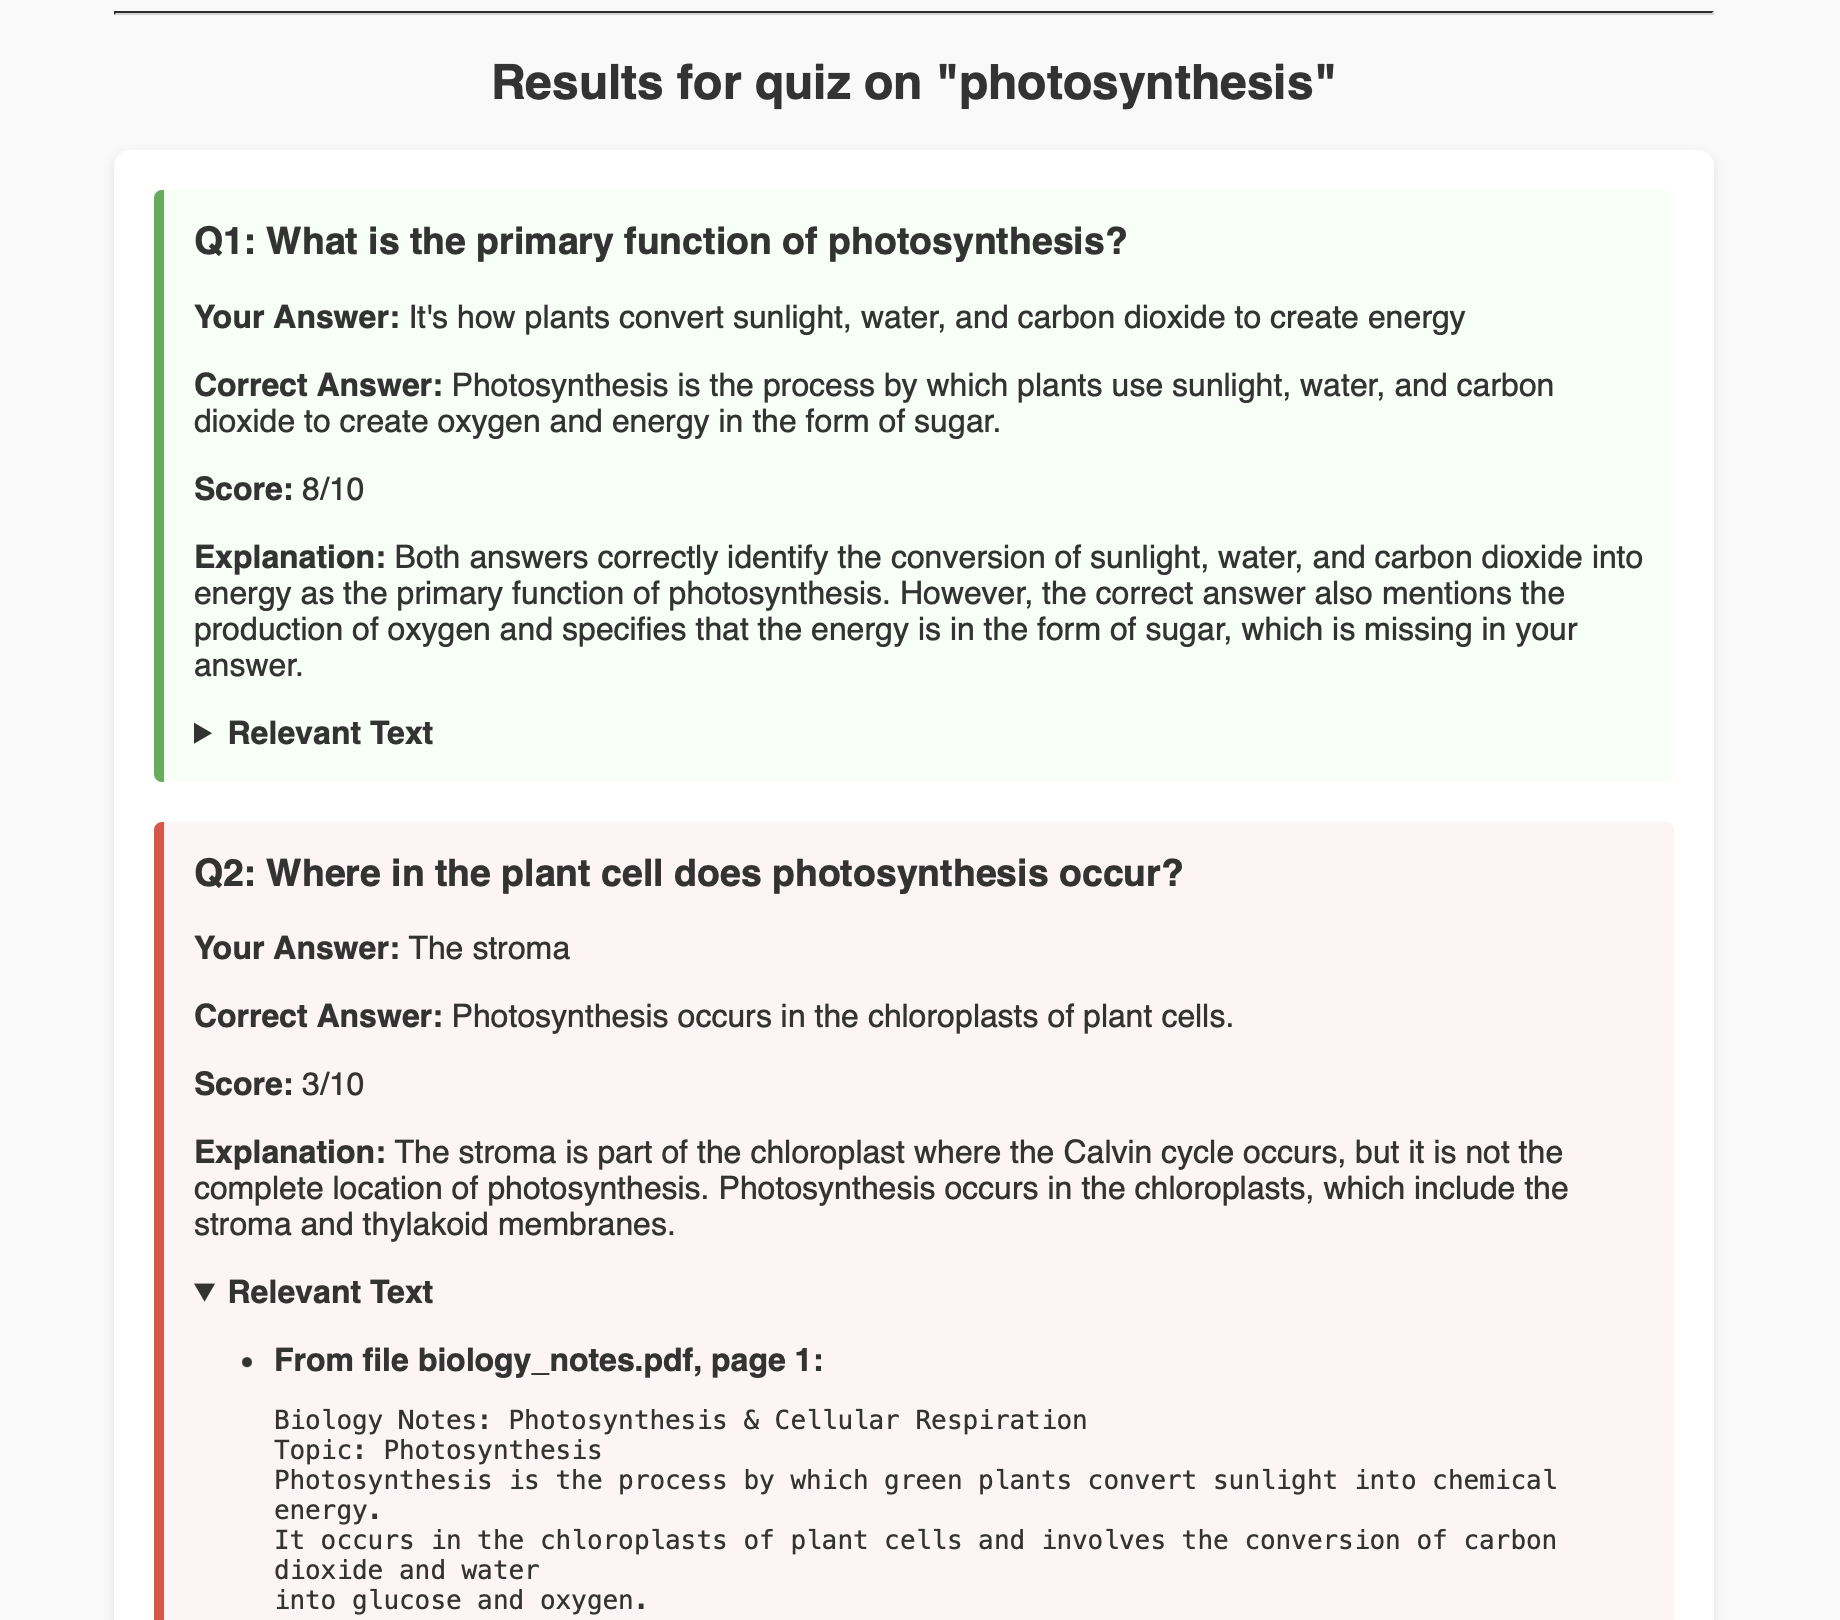 Results for quiz on "photosynthesis"
Q1: What is the primary function of photosynthesis?
Your Answer: It's how plants convert sunlight, water, and carbon dioxide to create energy
Correct Answer: Photosynthesis is the process by which plants use sunlight, water, and carbon
dioxide to create oxygen and energy in the form of sugar.
Score: 8/10
Explanation: Both answers correctly identify the conversion of sunlight, water, and carbon dioxide into
energy as the primary function of photosynthesis. However, the correct answer also mentions the
production of oxygen and specifies that the energy is in the form of sugar, which is missing in your
answer.
Relevant Text
Q2: Where in the plant cell does photosynthesis occur?
Your Answer: The stroma
Correct Answer: Photosynthesis occurs in the chloroplasts of plant cells.
Score: 3/10
Explanation: The stroma is part of the chloroplast where the Calvin cycle occurs, but it is not the
complete location of photosynthesis. Photosynthesis occurs in the chloroplasts, which include the
stroma and thylakoid membranes.
Relevant Text
From file biology_notes.pdf, page 1:
Biology Notes: Photosynthesis & Cellular Respiration
Topic: Photosynthesis
Photosynthesis is the process by which green plants convert sunlight into chemical
energy.
It occurs in the chloroplasts of plant cells and involves the conversion of carbon
dioxide and water
into glucose and oxygen.